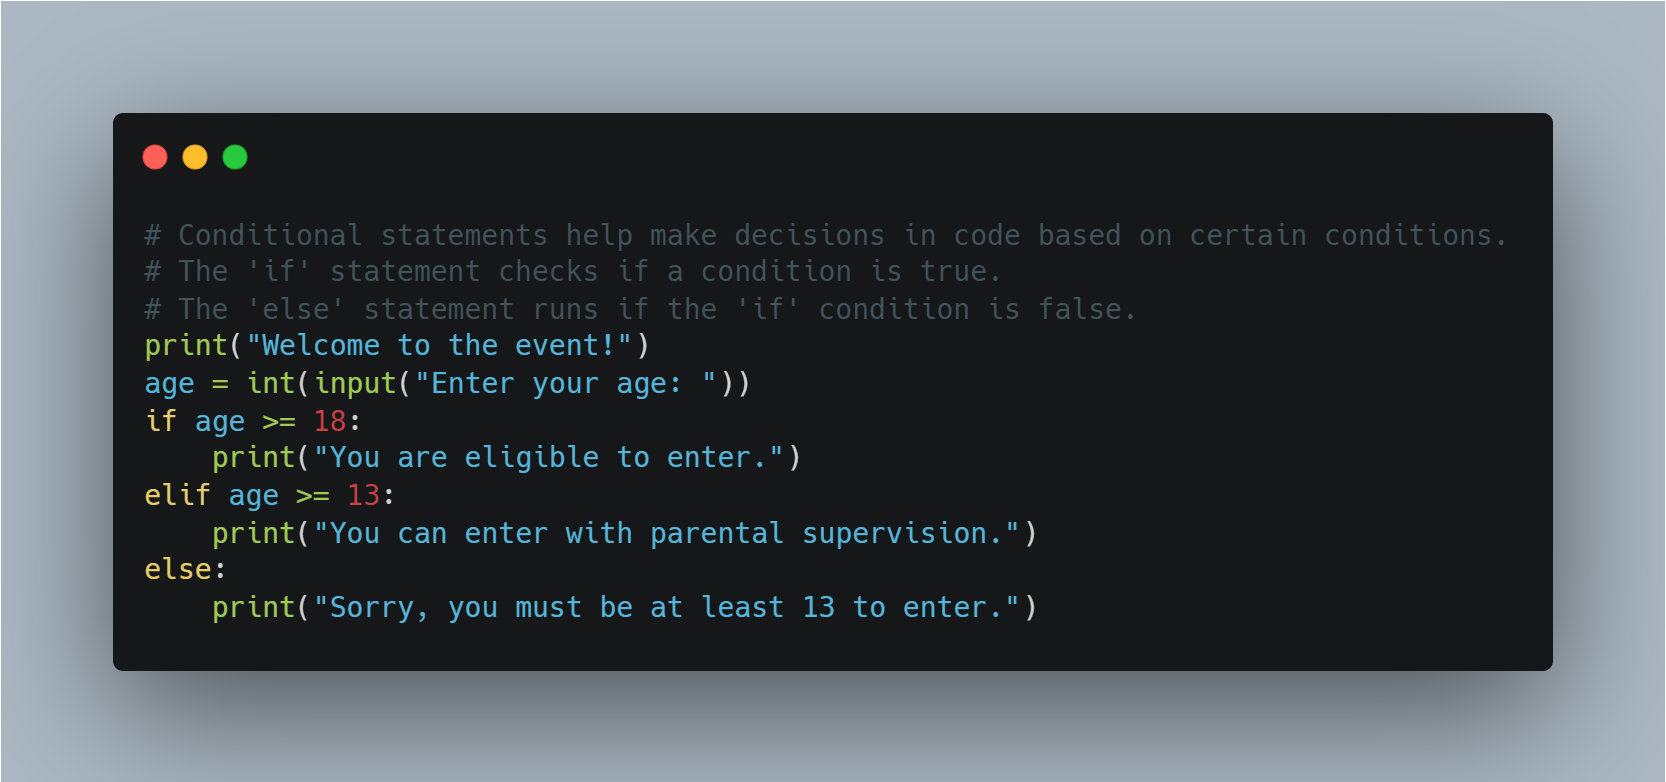 # Conditional statements help make decisions in code based on certain conditions.
# The 'if' statement checks if a condition is true.
# The 'else' statement runs if the 'if' condition is false.
print("Welcome to the event!")
age = int(input("Enter your age: "))
if age >= 18:
    print("You are eligible to enter.")
elif age >= 13:
    print("You can enter with parental supervision.")
else:
    print("Sorry, you must be at least 13 to enter.")